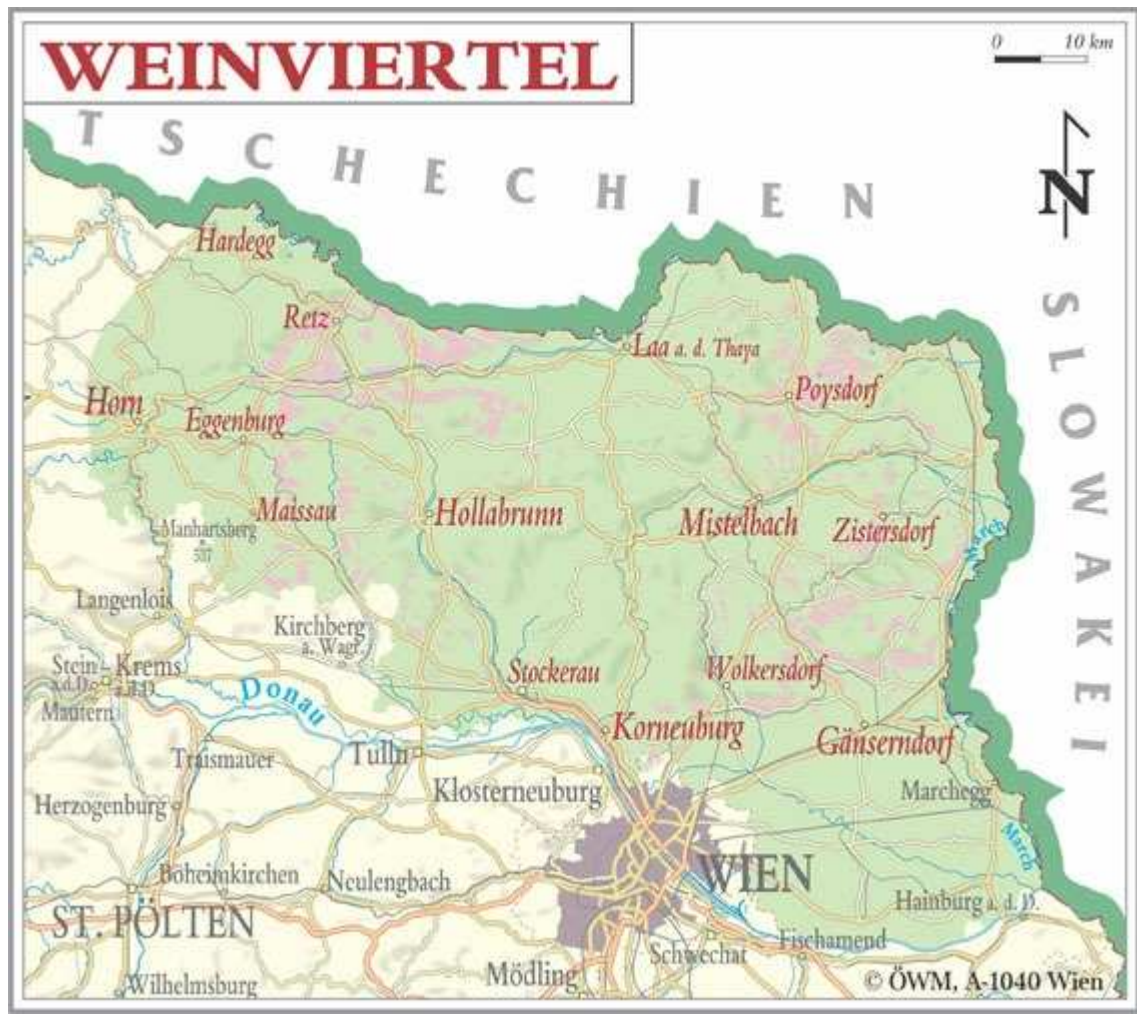 WEINVIERTEL
0 10 km
TSCHECHIEN
N
SLOWAKEI
Hardegg
Retz
Laa a. d. Thaya
Poysdorf
Horn
Eggenburg
Maissau
Hollabrunn
Mistelbach
Zistersdorf
March
Manhartsberg
537
Langenlois
Kirchberg
a. Wagr.
Stein - Krems
a.d.D. a.d.D.
Mautern
Donau
Stockerau
Wolkersdorf
Korneuburg
Gänserndorf
Traismauer
Tulln
Klosterneuburg
Marchegg
Herzogenburg
March
WIEN
Böheimkirchen
Neulengbach
Hainburg a. d. D.
ST. PÖLTEN
Schwechat
Fischamend
Mödling
Wilhelmsburg
© ÖWM, A-1040 Wien